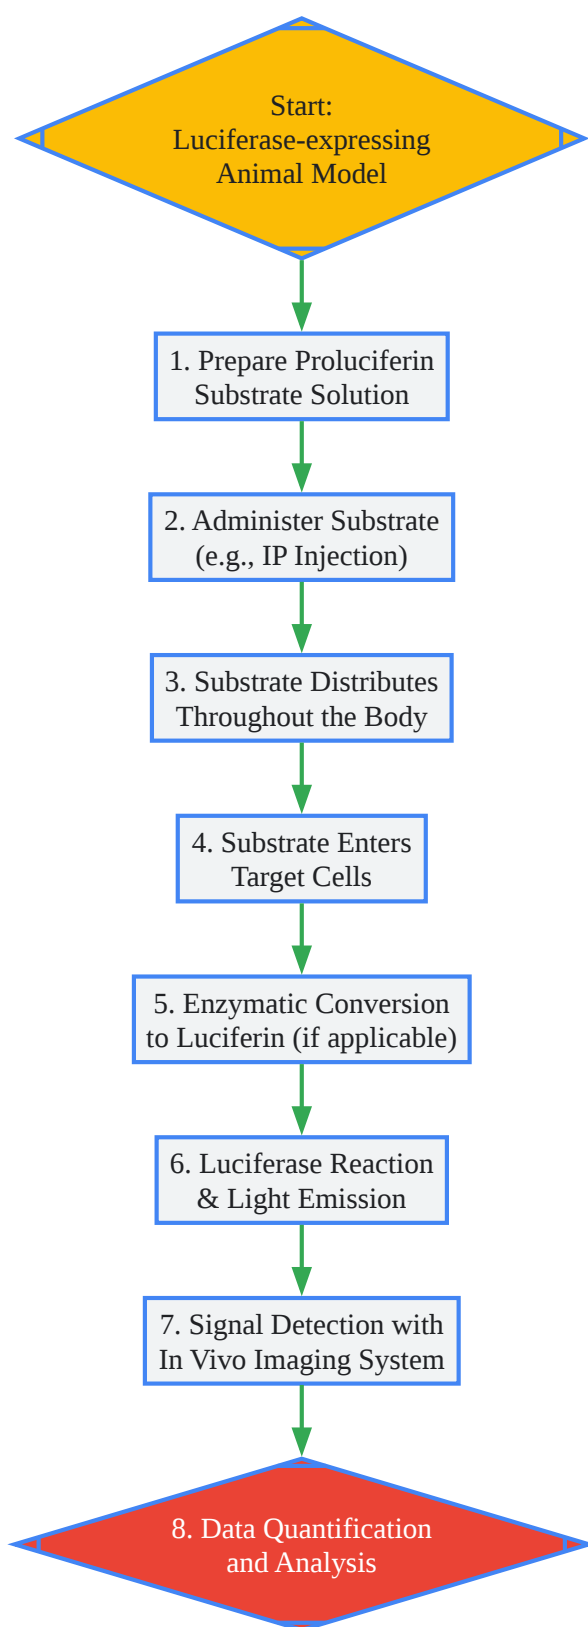 Start:
Luciferase-expressing
Animal Model
1. Prepare Proluciferin
Substrate Solution
2. Administer Substrate
(e.g., IP Injection)
3. Substrate Distributes
Throughout the Body
4. Substrate Enters
Target Cells
5. Enzymatic Conversion
to Luciferin (if applicable)
6. Luciferase Reaction
& Light Emission
7. Signal Detection with
In Vivo Imaging System
8. Data Quantification
and Analysis